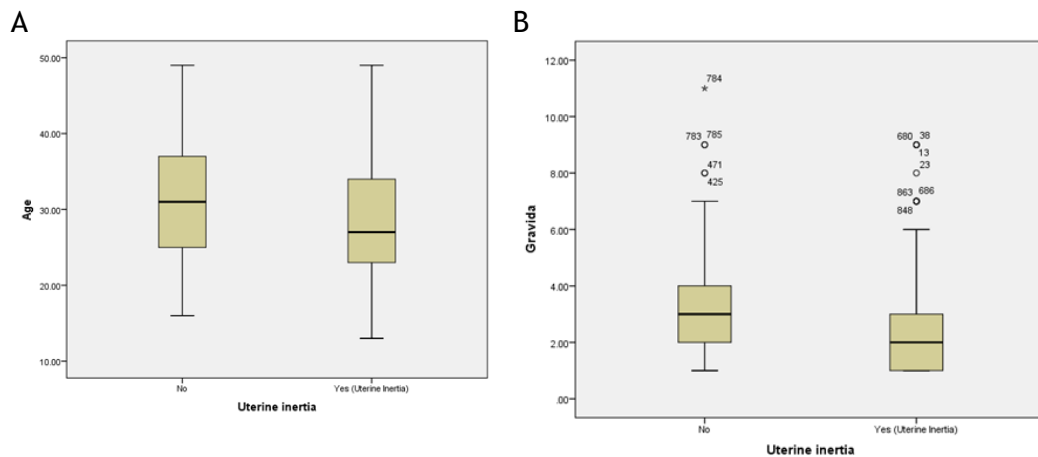 A
50.00
40.00
30.00
20.00
10.00
Age
No
Yes (Uterine Inertia)
Uterine inertia
B
12.00
10.00
8.00
6.00
4.00
2.00
.00
Gravida
784
783 785
471
425
680 38
13
23
863 686
848
No
Yes (Uterine Inertia)
Uterine inertia